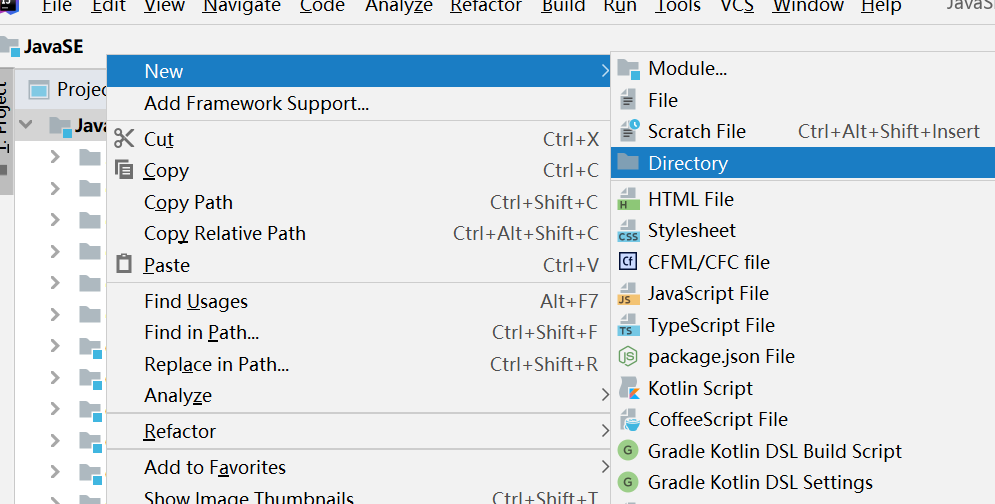 File Edit View Navigate Code Analyze Refactor Build Run Tools VCS Window Help
JavaSE
Project
New
Add Framework Support...
Cut Ctrl+X
Copy Ctrl+C
Copy Path Ctrl+Shift+C
Copy Relative Path Ctrl+Alt+Shift+C
Paste Ctrl+V
Find Usages Alt+F7
Find in Path... Ctrl+Shift+F
Replace in Path... Ctrl+Shift+R
Analyze
Refactor
Add to Favorites
Show Image Thumbnails Ctrl+Shift+T
Module...
File
Scratch File Ctrl+Alt+Shift+Insert
Directory
HTML File
Stylesheet
CFML/CFC file
JavaScript File
TypeScript File
package.json File
Kotlin Script
CoffeeScript File
Gradle Kotlin DSL Build Script
Gradle Kotlin DSL Settings